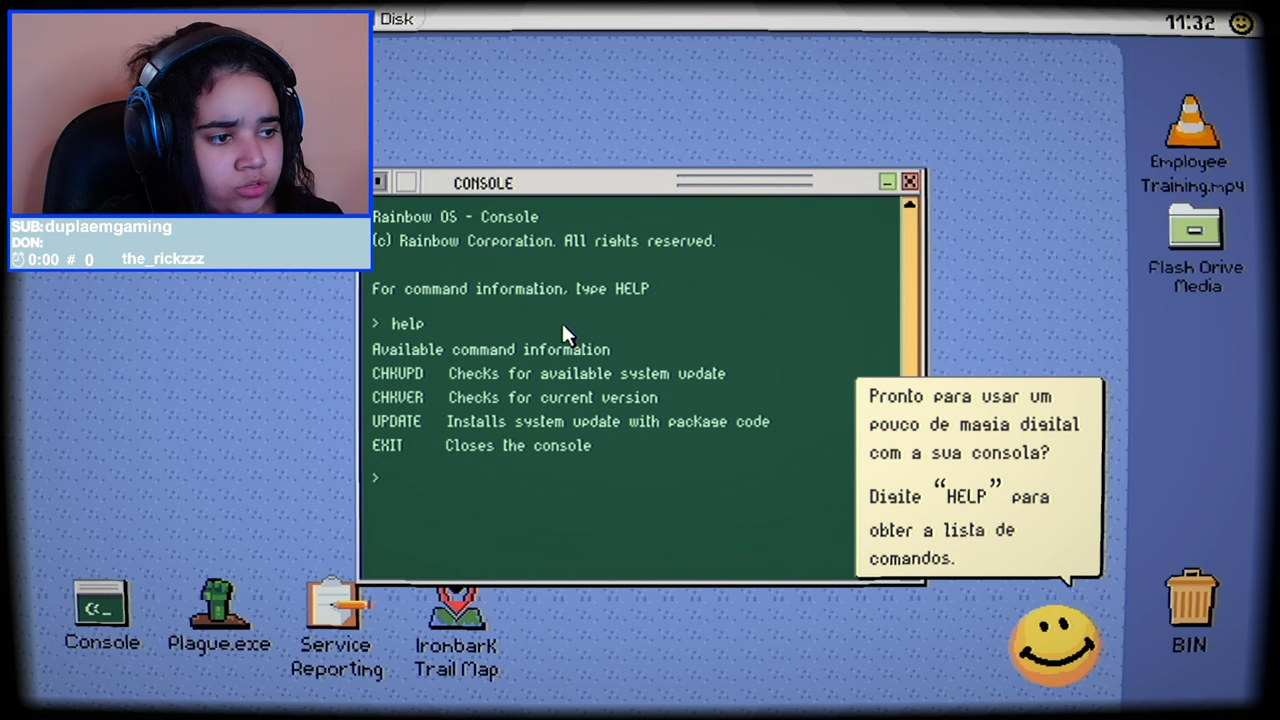 Disk
11:32
SUB:duplaemgaming
DON:
0:00 # 0 the_rickzzz
CONSOLE
Rainbow OS - Console
(c) Rainbow Corporation. All rights reserved.
For command information, type HELP
> help
Available command information
CHKUPD Checks for available system update
CHKVER Checks for current version
UPDATE Installs system update with package code
EXIT Closes the console
>
Pronto para usar um
pouco de magia digital
com a sua consola?
Digite “HELP” para
obter a lista de
comandos.
Employee
Training.mp4
Flash Drive
Media
Console
Plague.exe
Service
Reporting
Ironbark
Trail Map
BIN